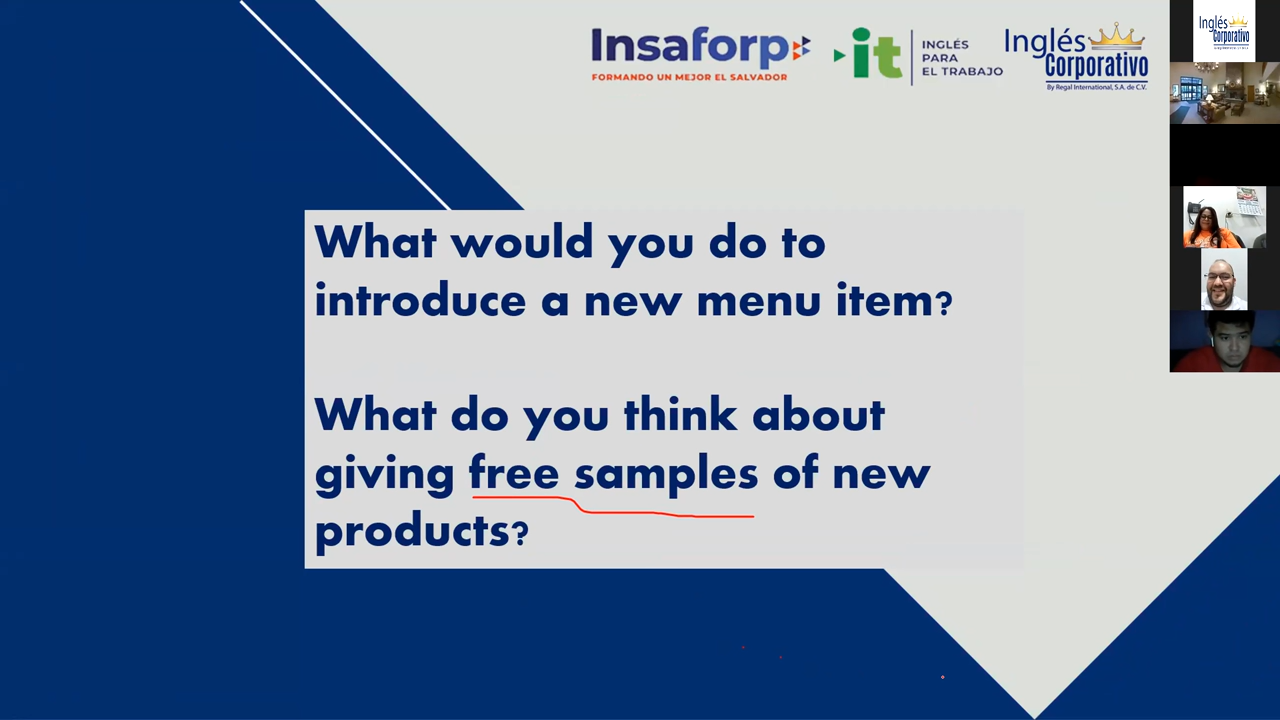 Insaforp
FORMANDO UN MEJOR EL SALVADOR
it
INGLÉS
PARA
EL TRABAJO
Inglés
Corporativo
By Regal International, S.A. de C.V.
Inglés
Corporativo
What would you do to
introduce a new menu item?
What do you think about
giving free samples of new
products?